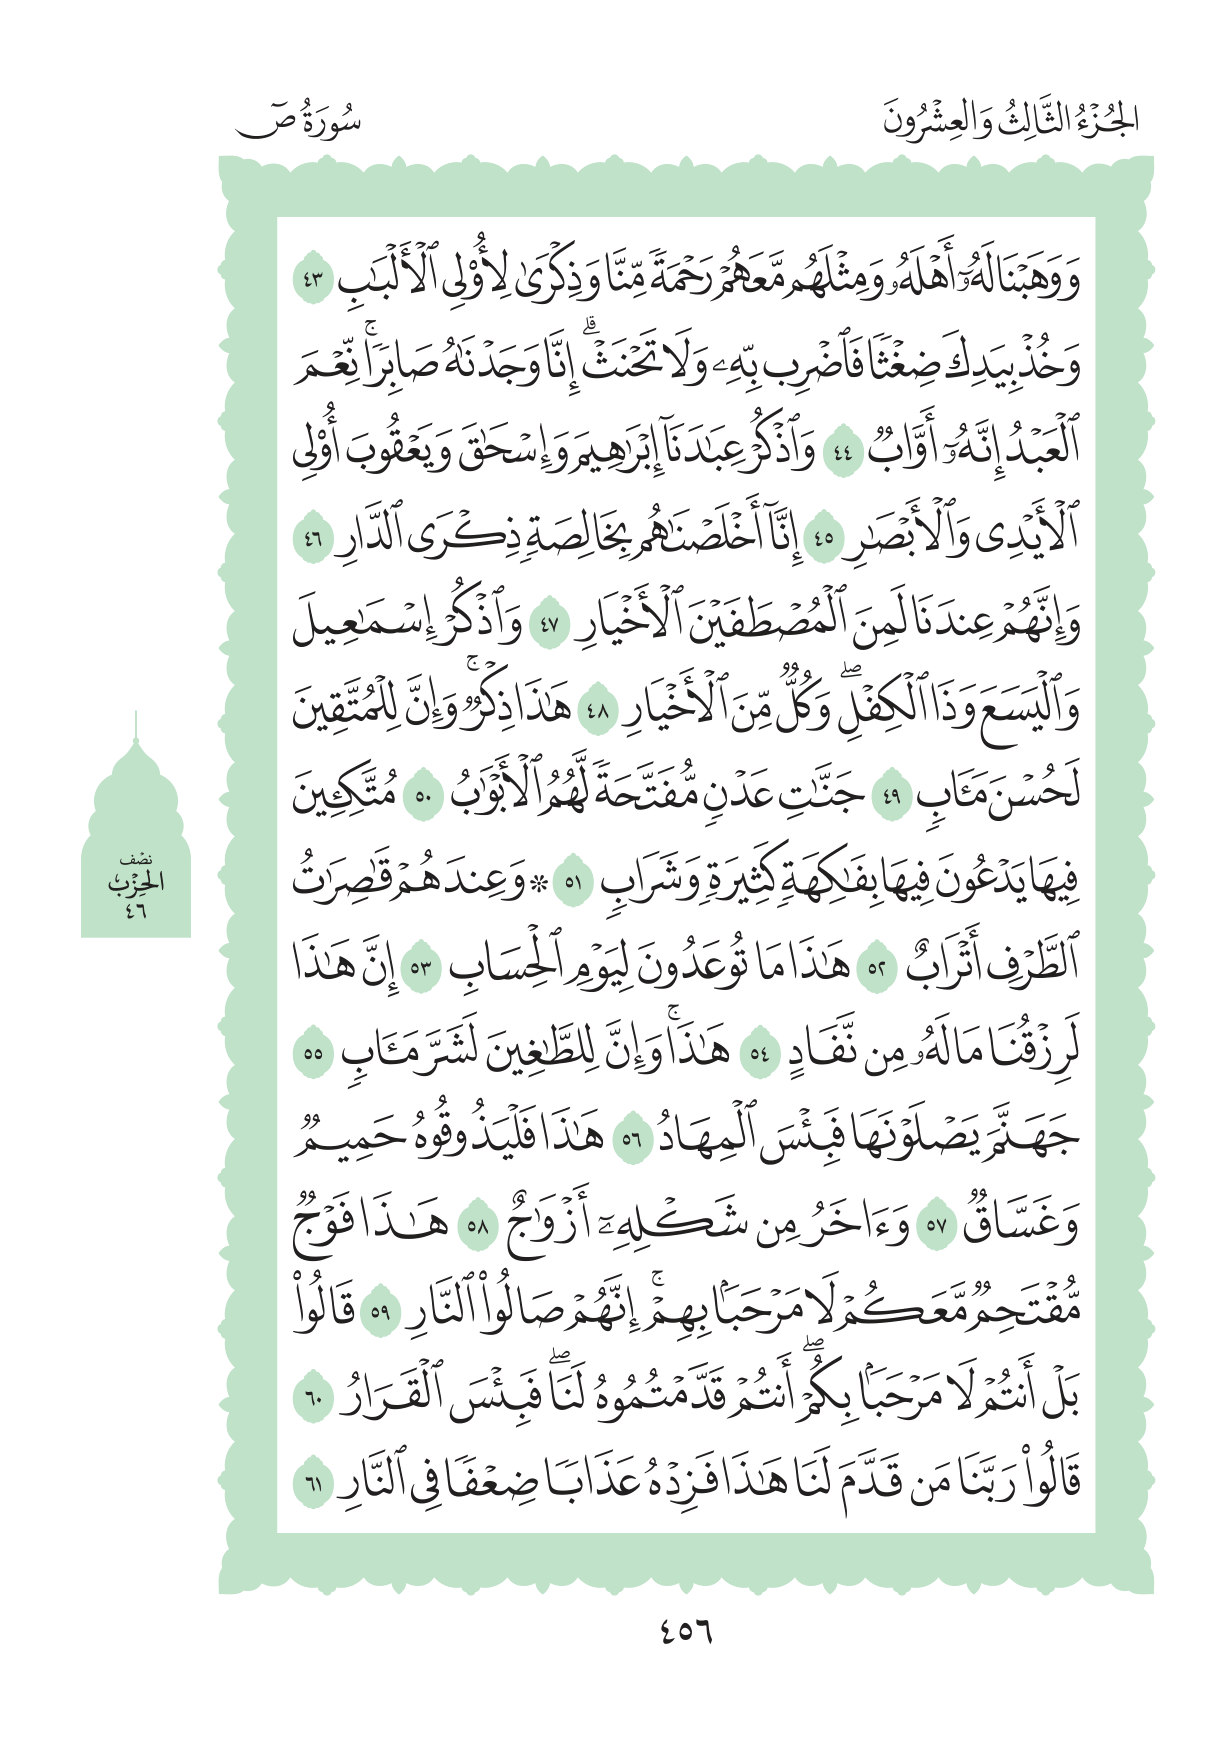 الجُزْءُ الثَّالِثُ وَالعِشْرُونَ
سُورَةُ صٓ
وَوَهَبْنَا لَهُۥٓ أَهْلَهُۥ وَمِثْلَهُم مَّعَهُمْ رَحْمَةً مِّنَّا وَذِكْرَىٰ لِأُو۟لِى ٱلْأَلْبَـٰبِ ٤٣
وَخُذْ بِيَدِكَ ضِغْثًا فَٱضْرِب بِّهِۦ وَلَا تَحْنَثْ ۗ إِنَّا وَجَدْنَـٰهُ صَابِرًا ۚ نِّعْمَ
ٱلْعَبْدُ إِنَّهُۥٓ أَوَّابٌ ٤٤ وَٱذْكُرْ عِبَـٰدَنَآ إِبْرَٰهِيمَ وَإِسْحَـٰقَ وَيَعْقُوبَ أُو۟لِى
ٱلْأَيْدِى وَٱلْأَبْصَـٰرِ ٤٥ إِنَّآ أَخْلَصْنَـٰهُم بِخَالِصَةٍ ذِكْرَى ٱلدَّارِ ٤٦
وَإِنَّهُمْ عِندَنَا لَمِنَ ٱلْمُصْطَفَيْنَ ٱلْأَخْيَارِ ٤٧ وَٱذْكُرْ إِسْمَـٰعِيلَ
وَٱلْيَسَعَ وَذَا ٱلْكِفْلِ ۖ وَكُلٌّ مِّنَ ٱلْأَخْيَارِ ٤٨ هَـٰذَا ذِكْرٌ ۚ وَإِنَّ لِلْمُتَّقِينَ
لَحُسْنَ مَـَٔابٍ ٤٩ جَنَّـٰتِ عَدْنٍ مُّفَتَّحَةً لَّهُمُ ٱلْأَبْوَٰبُ ٥٠ مُتَّكِـِٔينَ
فِيهَا يَدْعُونَ فِيهَا بِفَـٰكِهَةٍ كَثِيرَةٍ وَشَرَابٍ ٥١ ۞ وَعِندَهُمْ قَـٰصِرَٰتُ
ٱلطَّرْفِ أَتْرَابٌ ٥٢ هَـٰذَا مَا تُوعَدُونَ لِيَوْمِ ٱلْحِسَابِ ٥٣ إِنَّ هَـٰذَا
لَرِزْقُنَا مَا لَهُۥ مِن نَّفَادٍ ٥٤ هَـٰذَا ۚ وَإِنَّ لِلطَّـٰغِينَ لَشَرَّ مَـَٔابٍ ٥٥
جَهَنَّمَ يَصْلَوْنَهَا فَبِئْسَ ٱلْمِهَادُ ٥٦ هَـٰذَا فَلْيَذُوقُوهُ حَمِيمٌ
وَغَسَّاقٌ ٥٧ وَءَاخَرُ مِن شَكْلِهِۦٓ أَزْوَٰجٌ ٥٨ هَـٰذَا فَوْجٌ
مُّقْتَحِمٌ مَّعَكُمْ لَا مَرْحَبًۢا بِهِمْ ۚ إِنَّهُمْ صَالُوا۟ ٱلنَّارِ ٥٩ قَالُوا۟
بَلْ أَنتُمْ لَا مَرْحَبًۢا بِكُمْ ۖ أَنتُمْ قَدَّمْتُمُوهُ لَنَا ۖ فَبِئْسَ ٱلْقَرَارُ ٦٠
قَالُوا۟ رَبَّنَا مَن قَدَّمَ لَنَا هَـٰذَا فَزِدْهُ عَذَابًا ضِعْفًا فِى ٱلنَّارِ ٦١
نصْف
الحِزْب
٤٦
٤٥٦